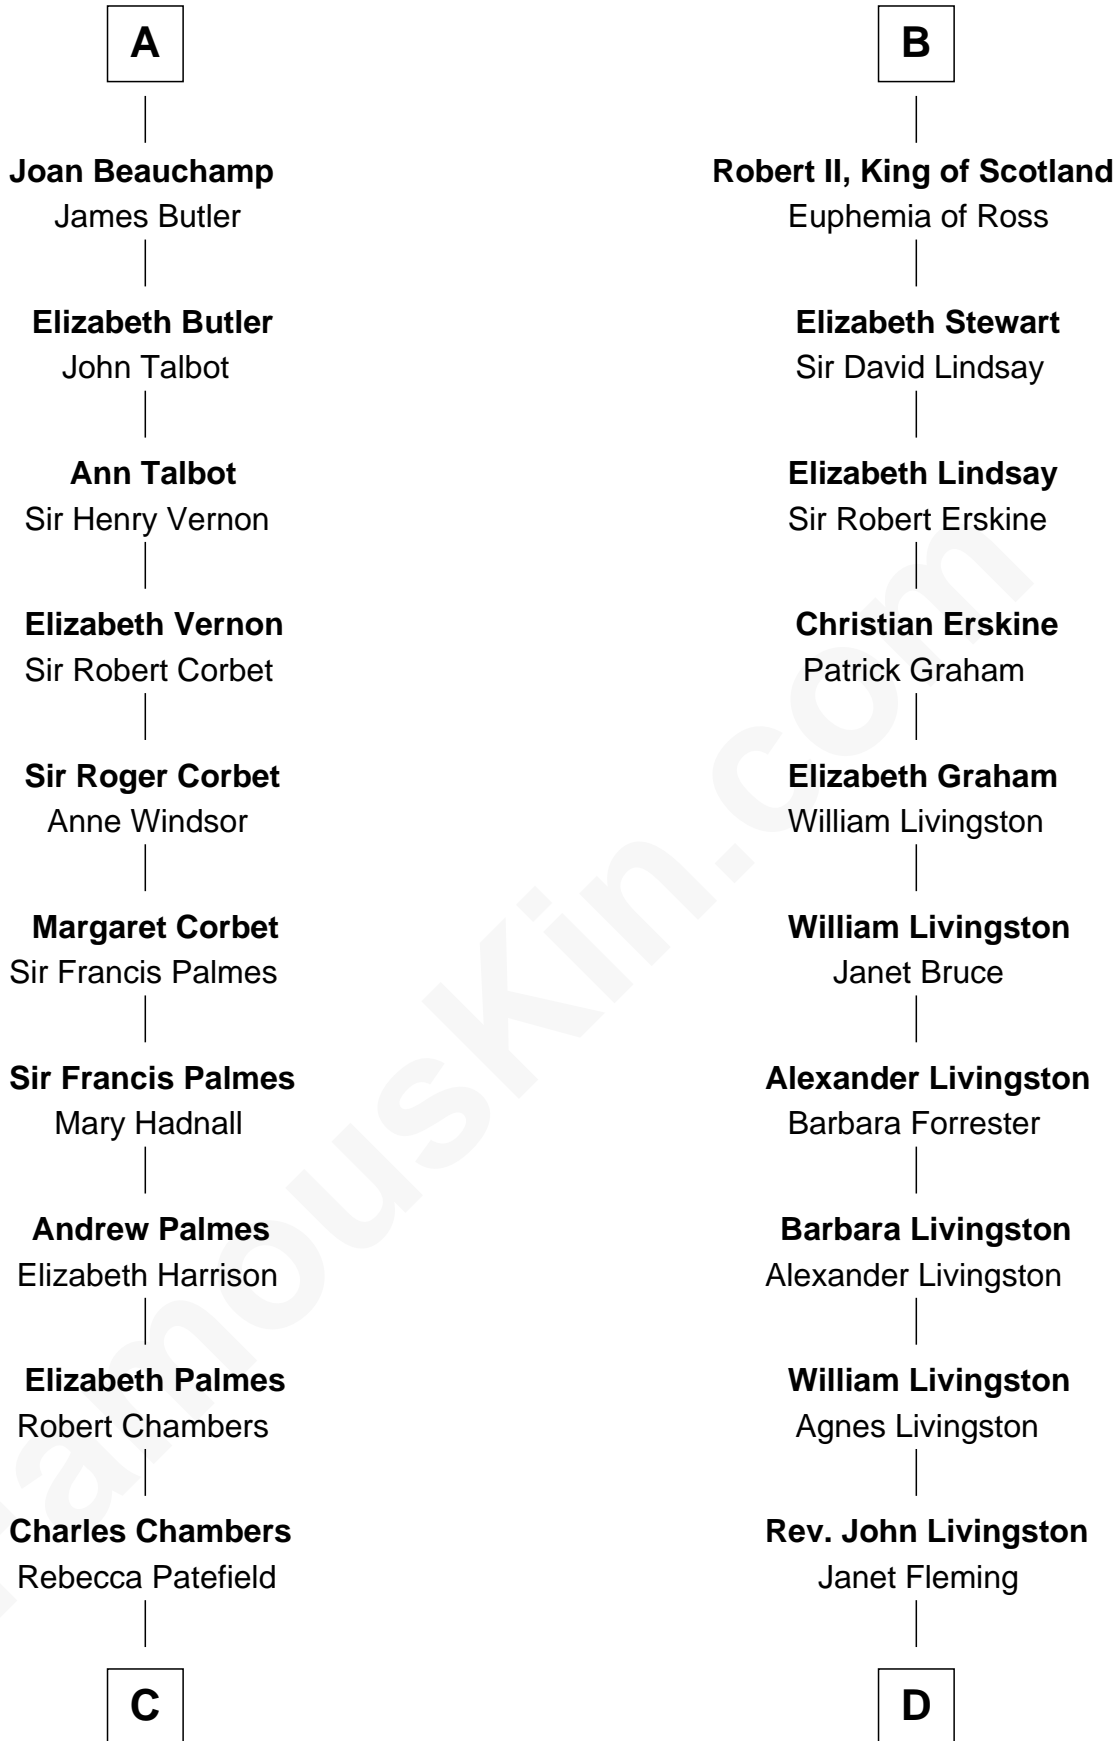 A
Joan Beauchamp
James Butler
Elizabeth Butler
John Talbot
Ann Talbot
Sir Henry Vernon
Elizabeth Vernon
Sir Robert Corbet
Sir Roger Corbet
Anne Windsor
Margaret Corbet
Sir Francis Palmes
Sir Francis Palmes
Mary Hadnall
Andrew Palmes
Elizabeth Harrison
Elizabeth Palmes
Robert Chambers
Charles Chambers
Rebecca Patefield
C
B
Robert II, King of Scotland
Euphemia of Ross
Elizabeth Stewart
Sir David Lindsay
Elizabeth Lindsay
Sir Robert Erskine
Christian Erskine
Patrick Graham
Elizabeth Graham
William Livingston
William Livingston
Janet Bruce
Alexander Livingston
Barbara Forrester
Barbara Livingston
Alexander Livingston
William Livingston
Agnes Livingston
Rev. John Livingston
Janet Fleming
D
FamousKin.com